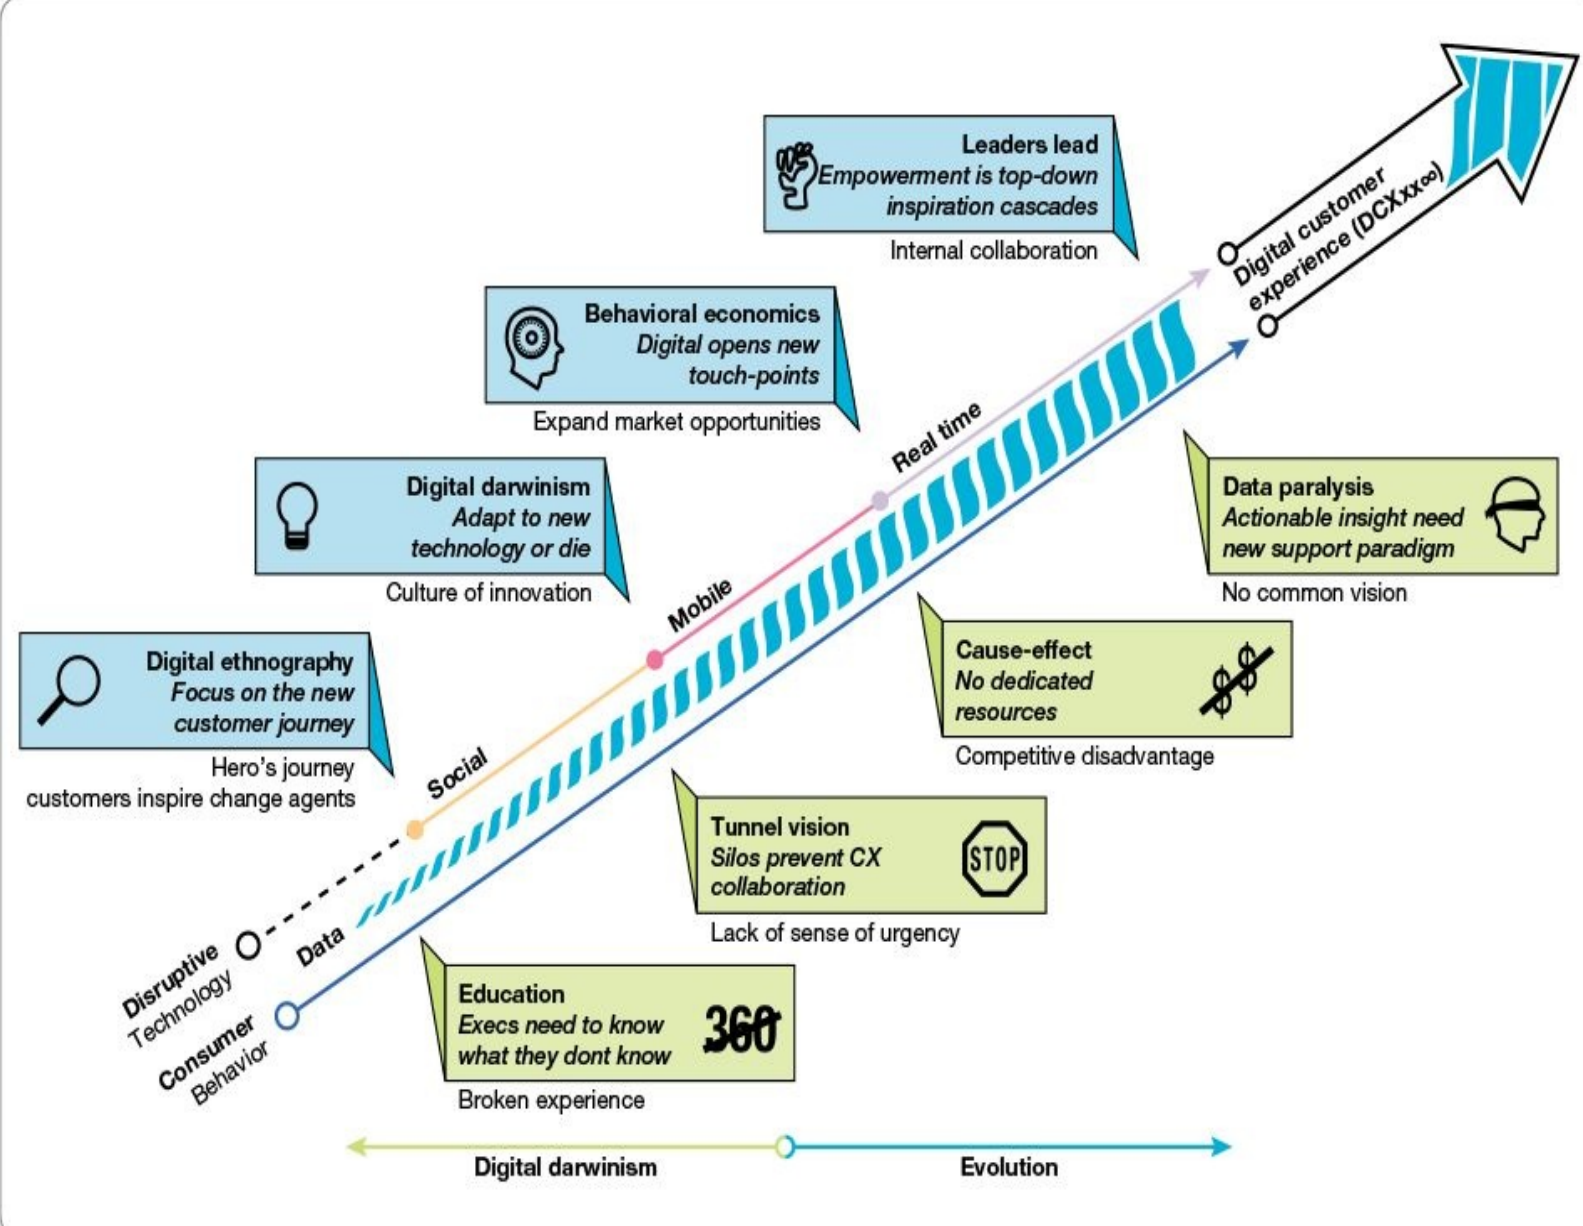 Leaders lead
Empowerment is top-down
inspiration cascades
Internal collaboration
Digital customer
experience (DCXxx∞)
Behavioral economics
Digital opens new
touch-points
Expand market opportunities
Real time
Digital darwinism
Adapt to new
technology or die
Culture of innovation
Mobile
Data paralysis
Actionable insight need
new support paradigm
No common vision
Digital ethnography
Focus on the new
customer journey
Hero's journey
customers inspire change agents
Social
Cause-effect
No dedicated
resources
$$
Competitive disadvantage
Tunnel vision
Silos prevent CX
collaboration
STOP
Lack of sense of urgency
Disruptive
Technology
Data
Consumer
Behavior
Education
Execs need to know
what they dont know
360
Broken experience
Digital darwinism
Evolution